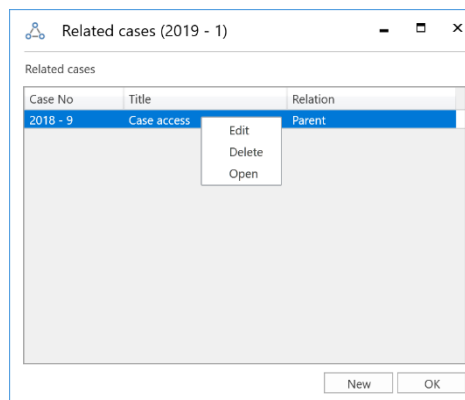 Related cases (2019 - 1)
Related cases
Case No Title Relation
2018 - 9 Case access Parent
Edit
Delete
Open
New OK